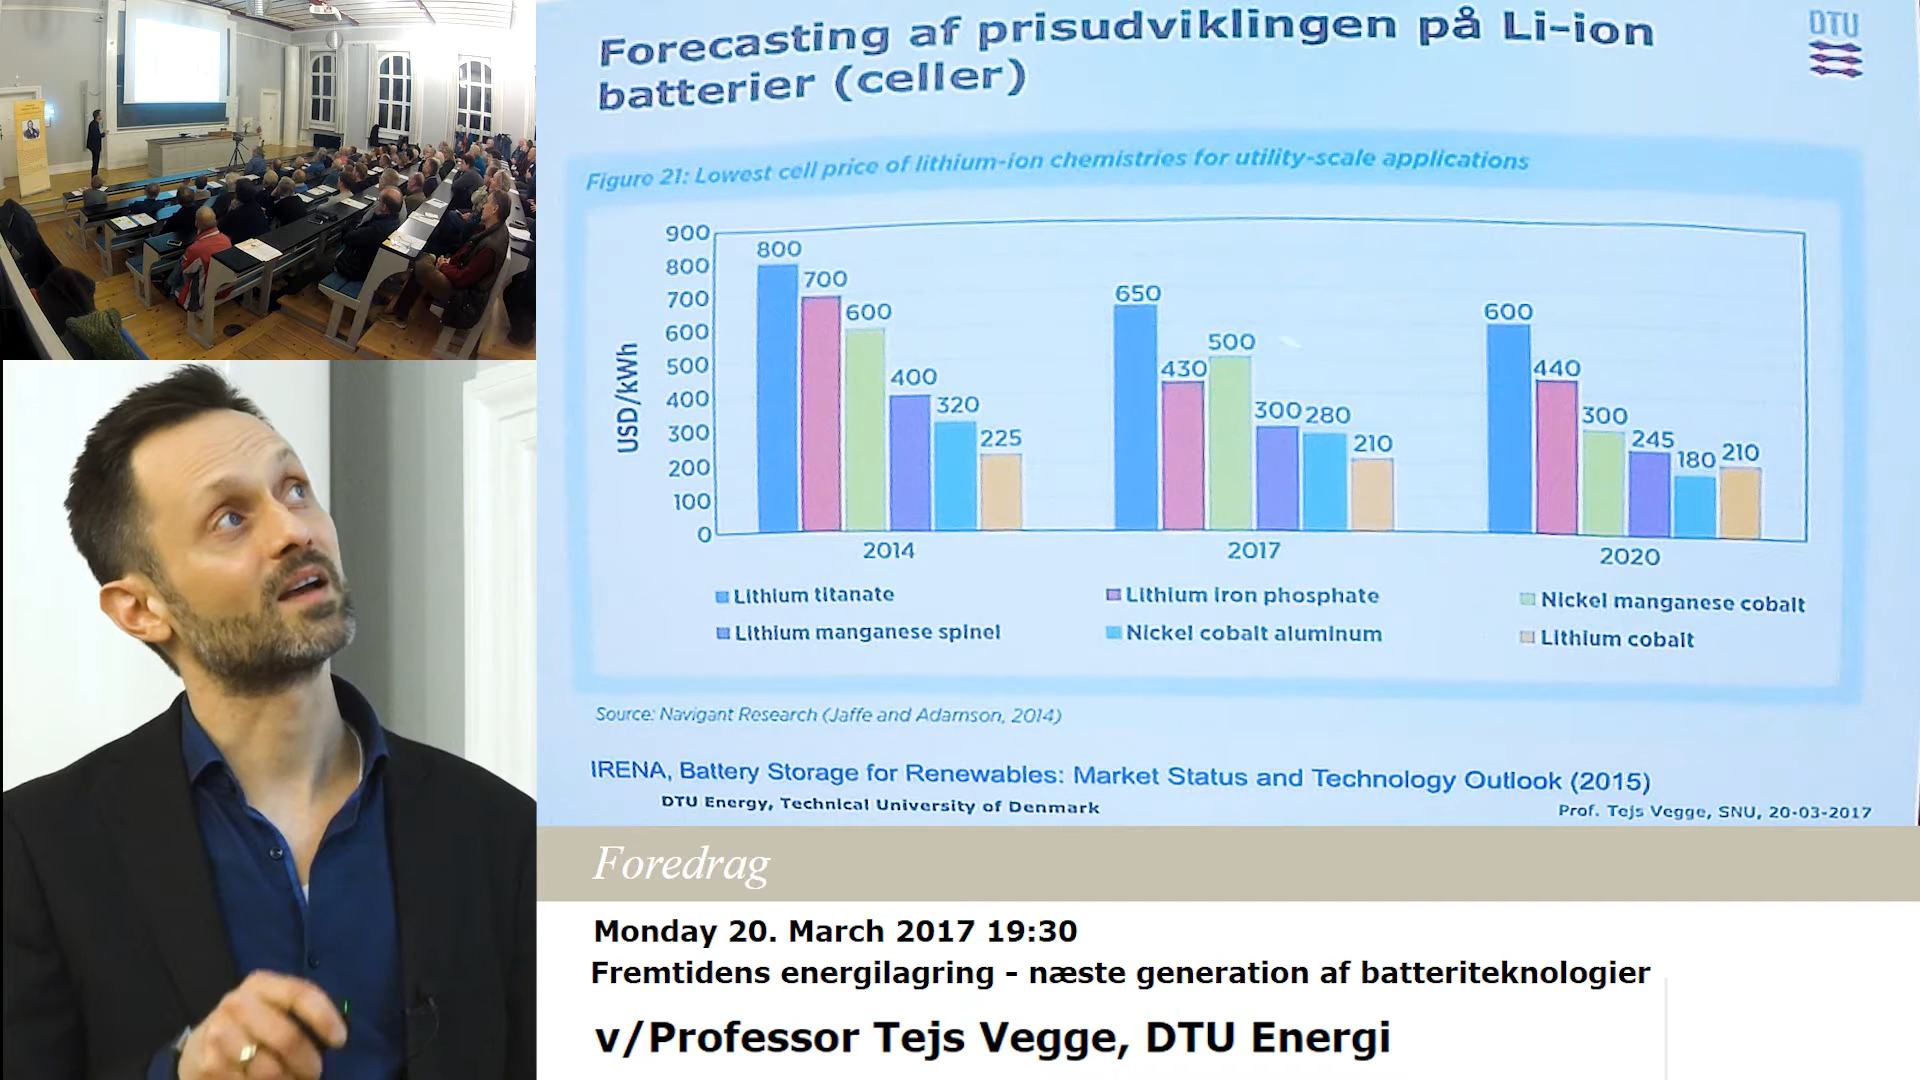 Forecasting af prisudviklingen på Li-ion
batterier (celler)
DTU
Figure 21: Lowest cell price of lithium-ion chemistries for utility-scale applications
USD/kWh
900
800
700
600
500
400
300
200
100
0
800
700
600
400
320
225
650
430
500
300
280
210
600
440
300
245
180
210
2014
2017
2020
Lithium titanate
Lithium iron phosphate
Nickel manganese cobalt
Lithium manganese spinel
Nickel cobalt aluminum
Lithium cobalt
Source: Navigant Research (Jaffe and Adamson, 2014)
IRENA, Battery Storage for Renewables: Market Status and Technology Outlook (2015)
DTU Energy, Technical University of Denmark
Prof. Tejs Vegge, SNU, 20-03-2017
Foredrag
Monday 20. March 2017 19:30
Fremtidens energilagring - næste generation af batteriteknologier
v/Professor Tejs Vegge, DTU Energi